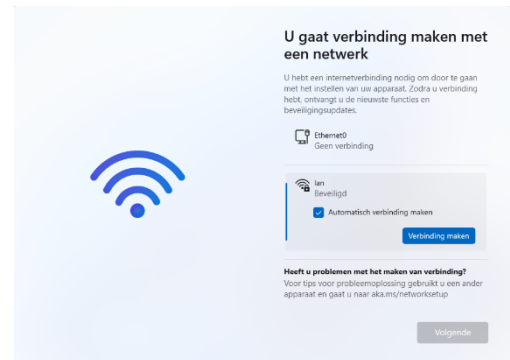 U gaat verbinding maken met
een netwerk
U hebt een internetverbinding nodig om door te gaan
met het instellen van uw apparaat. Zodra u verbinding
hebt, ontvangt u de nieuwste functies en
beveiligingsupdates.
Ethernet0
Geen verbinding
lan
Beveiligd
Automatisch verbinding maken
Verbinding maken
Heeft u problemen met het maken van verbinding?
Voor tips voor probleemoplossing gebruikt u een ander
apparaat en gaat u naar aka.ms/networksetup
Volgende